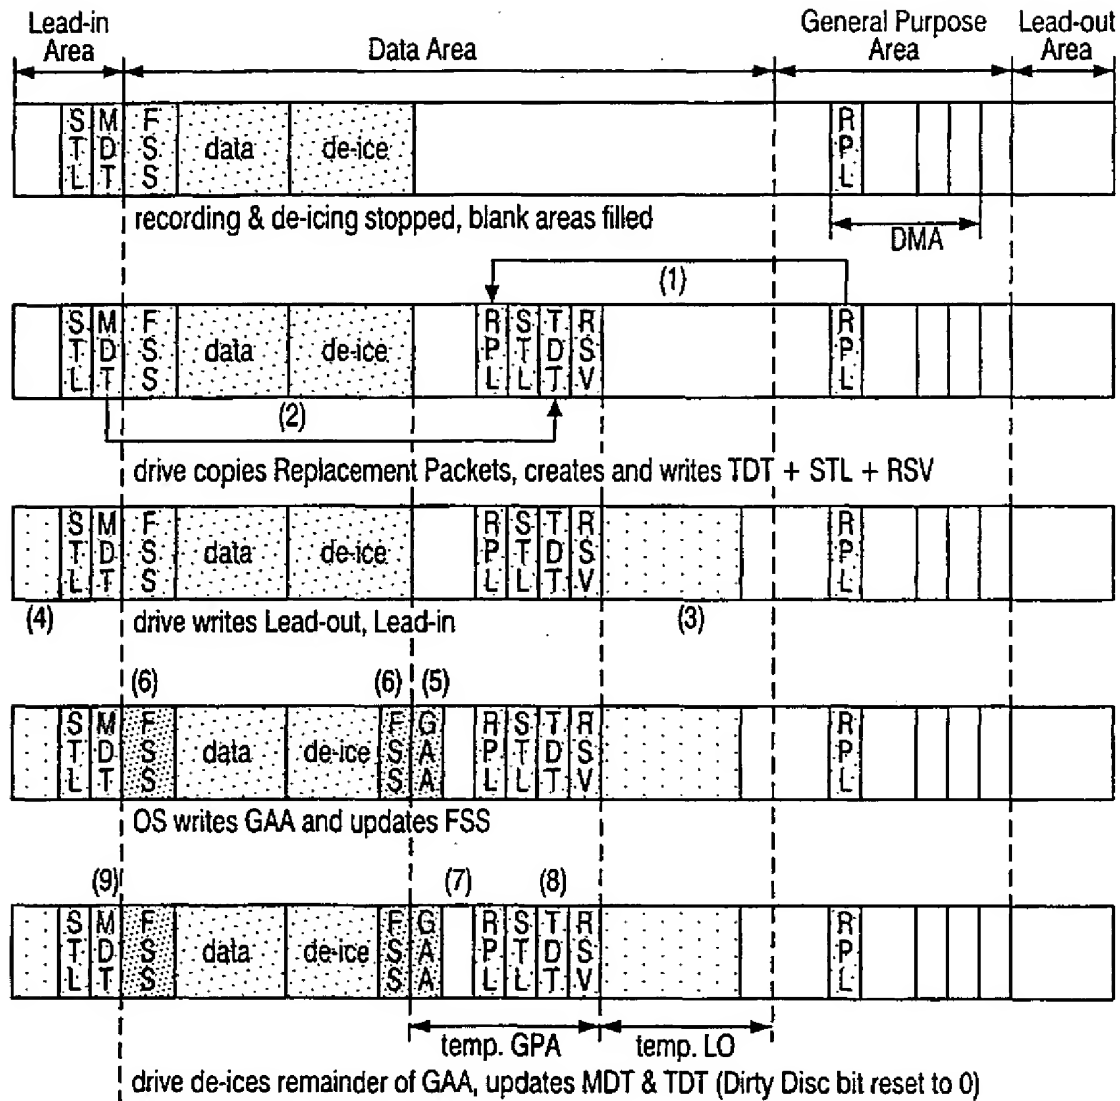 Lead-in Area
Data Area
General Purpose Area
Lead-out Area
STL MDT FSS data de-ice RPL
recording & de-icing stopped, blank areas filled
DMA
(1)
STL MDT FSS data de-ice RPL STL TDT RSV RPL
(2)
drive copies Replacement Packets, creates and writes TDT + STL + RSV
STL MDT FSS data de-ice RPL STL TDT RSV RPL
(4) drive writes Lead-out, Lead-in (3)
(6) (6) (5)
STL MDT FSS data de-ice FSS GAA RPL STL TDT RSV RPL
OS writes GAA and updates FSS
(9) (7) (8)
STL MDT FSS data de-ice FSS GAA RPL STL TDT RSV RPL
temp. GPA temp. LO
drive de-ices remainder of GAA, updates MDT & TDT (Dirty Disc bit reset to 0)